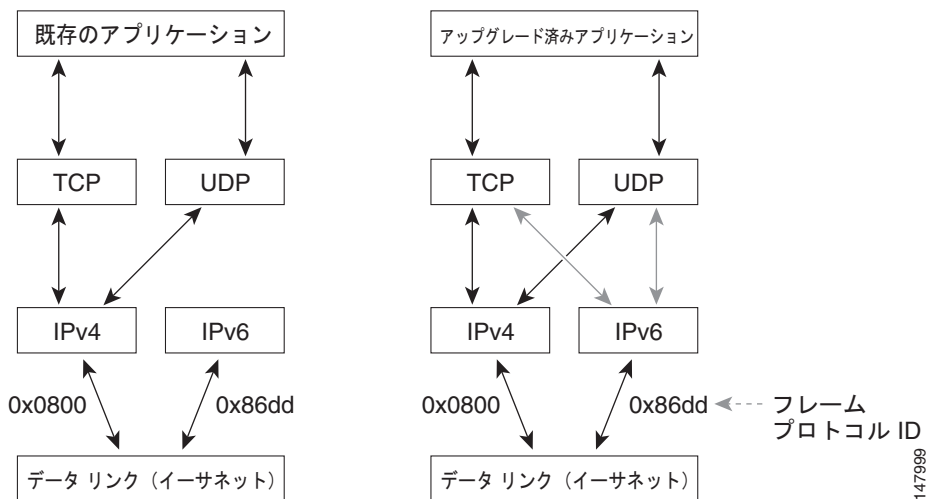 既存のアプリケーション
アップグレード済みアプリケーション
TCP
UDP
TCP
UDP
IPv4
IPv6
IPv4
IPv6
0x0800
0x86dd
0x0800
0x86dd
フレーム
プロトコル ID
データ リンク（イーサネット）
データ リンク（イーサネット）
147999